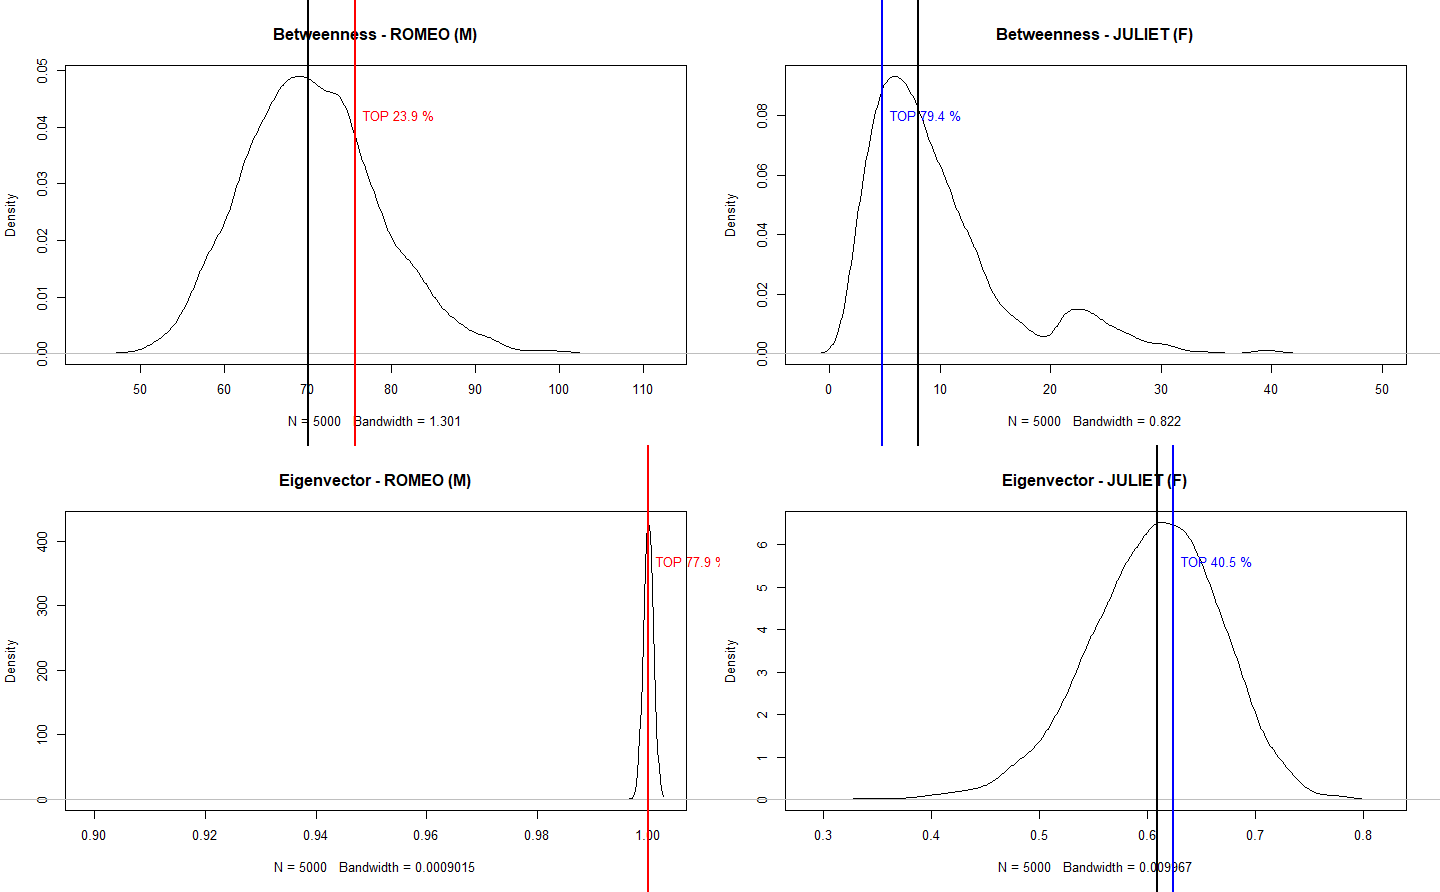 Betweenness - ROMEO (M)
Density
0.00 0.01 0.02 0.03 0.04 0.05
TOP 23.9 %
50 60 70 80 90 100 110
N = 5000 Bandwidth = 1.301
Betweenness - JULIET (F)
Density
0.00 0.02 0.04 0.06 0.08
TOP 79.4 %
0 10 20 30 40 50
N = 5000 Bandwidth = 0.822
Eigenvector - ROMEO (M)
Density
0 100 200 300 400
TOP 77.9 %
0.90 0.92 0.94 0.96 0.98 1.00
N = 5000 Bandwidth = 0.0009015
Eigenvector - JULIET (F)
Density
0 1 2 3 4 5 6
TOP 40.5 %
0.3 0.4 0.5 0.6 0.7 0.8
N = 5000 Bandwidth = 0.009967